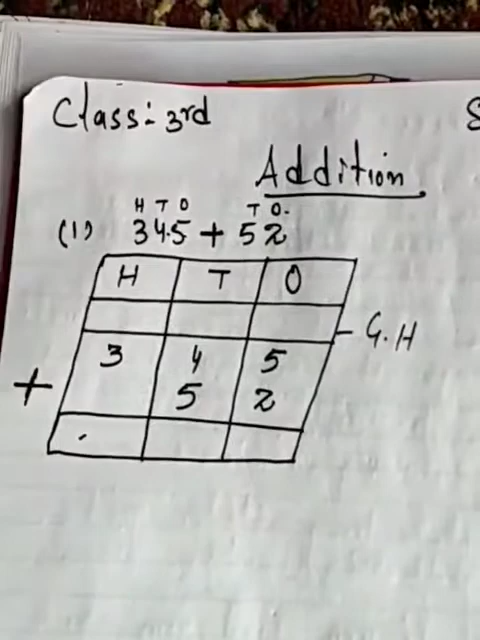 Class:- 3rd S
Addition
H T O T O.
(1) 345 + 52
H T O
G.H
3 4 5
+ 5 2